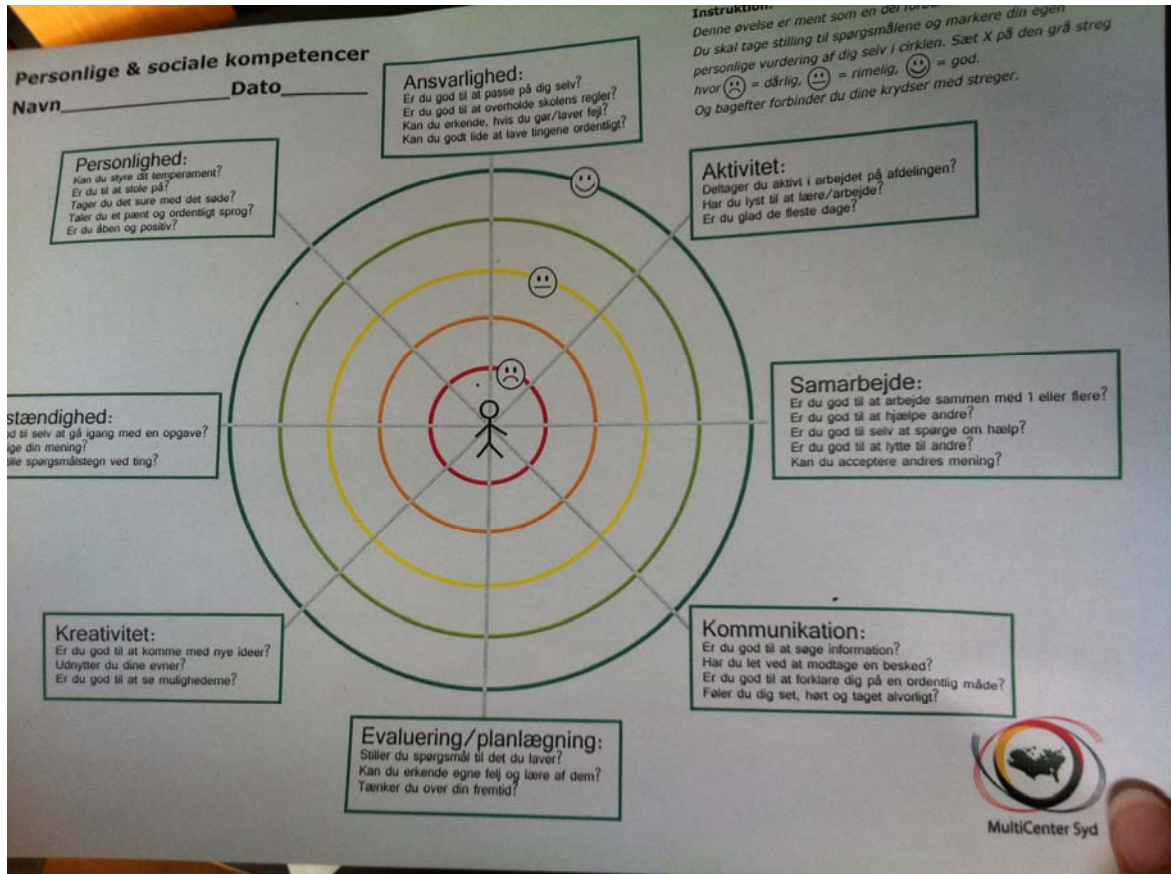 Personlige & sociale kompetencer
Navn____________________Dato__________
Instruktion:
Denne øvelse er ment som en del
Du skal tage stilling til spørgsmålene og markere din egen
personlige vurdering af dig selv i cirklen. Sæt X på den grå streg
hvor = dårlig, = rimelig, = god.
Og bagefter forbinder du dine krydser med streger.
Ansvarlighed:
Er du god til at passe på dig selv?
Er du god til at overholde skolens regler?
Kan du erkende, hvis du gør/laver fejl?
Kan du godt lide at lave tingene ordentligt?
Personlighed:
Kan du styre dit temperament?
Er du til at stole på?
Tager du det sure med det søde?
Taler du et pænt og ordentligt sprog?
Er du åben og positiv?
Aktivitet:
Deltager du aktivt i arbejdet på afdelingen?
Har du lyst til at lære/arbejde?
Er du glad de fleste dage?
stændighed:
til selv at gå igang med en opgave?
din mening?
spørgsmålstegn ved ting?
Samarbejde:
Er du god til at arbejde sammen med 1 eller flere?
Er du god til at hjælpe andre?
Er du god til selv at spørge om hjælp?
Er du god til at lytte til andre?
Kan du acceptere andres mening?
Kreativitet:
Er du god til at komme med nye ideer?
Udnytter du dine evner?
Er du god til at se mulighederne?
Kommunikation:
Er du god til at søge information?
Har du let ved at modtage en besked?
Er du god til at forklare dig på en ordentlig måde?
Føler du dig set, hørt og taget alvorligt?
Evaluering/planlægning:
Stiller du spørgsmål til det du laver?
Kan du erkende egne felj og lære af dem?
Tænker du over din fremtid?
MultiCenter Syd